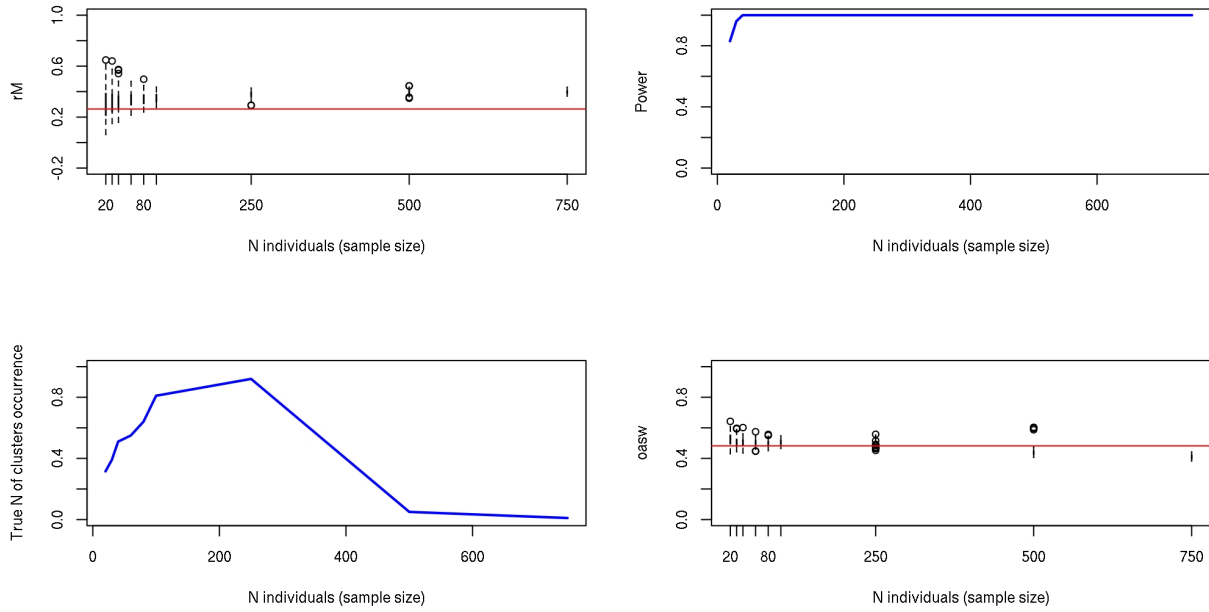 rM
1.0
0.6
0.2
-0.2
20 80 250 500 750
N individuals (sample size)
Power
0.8
0.4
0.0
0 200 400 600
N individuals (sample size)
True N of clusters occurrence
0.8
0.4
0.0
0 200 400 600
N individuals (sample size)
oasw
0.8
0.4
0.0
20 80 250 500 750
N individuals (sample size)